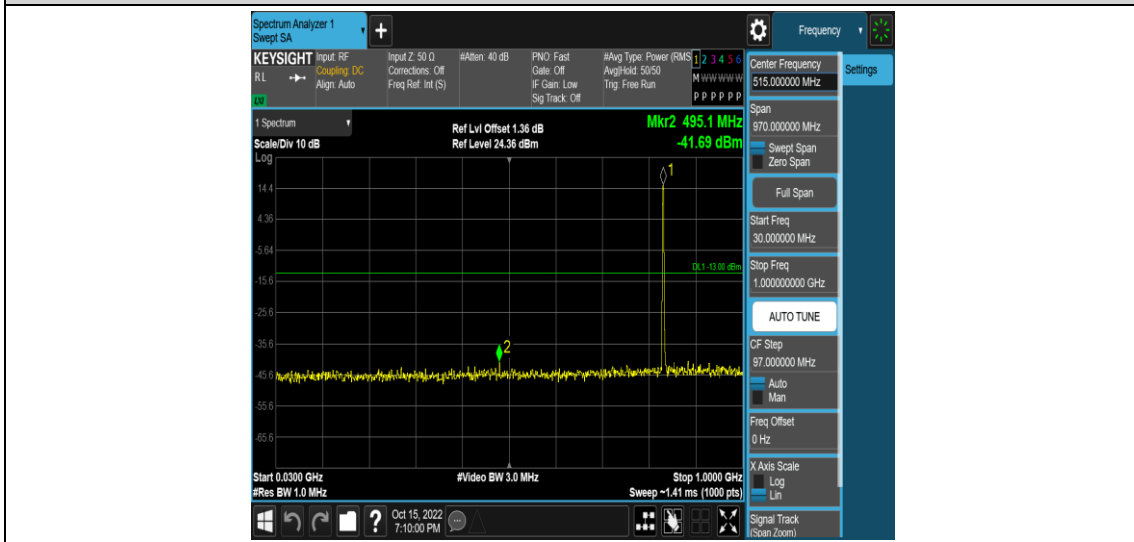 Spectrum Analyzer 1
Swept SA
+
Frequency
KEYSIGHT
RL
LXI
Input: RF
Coupling: DC
Align: Auto
Input Z: 50 Ω
Corrections: Off
Freq Ref: Int (S)
#Atten: 40 dB
PNO: Fast
Gate: Off
IF Gain: Low
Sig Track: Off
#Avg Type: Power (RMS
Avg|Hold: 50/50
Trig: Free Run
1 2 3 4 5 6
M W W W W W
P P P P P P
1 Spectrum
Scale/Div 10 dB
Ref Lvl Offset 1.36 dB
Ref Level 24.36 dBm
Mkr2 495.1 MHz
-41.69 dBm
Log
14.4
4.36
-5.64
-15.6
-25.6
-35.6
-45.6
-55.6
-65.6
1
DL1 -13.00 dBm
2
Start 0.0300 GHz
#Res BW 1.0 MHz
#Video BW 3.0 MHz
Stop 1.0000 GHz
Sweep ~1.41 ms (1000 pts)
Center Frequency
515.000000 MHz
Settings
Span
970.000000 MHz
Swept Span
Zero Span
Full Span
Start Freq
30.000000 MHz
Stop Freq
1.000000000 GHz
AUTO TUNE
CF Step
97.000000 MHz
Auto
Man
Freq Offset
0 Hz
X Axis Scale
Log
Lin
Signal Track
(Span Zoom)
?
Oct 15, 2022
7:10:00 PM